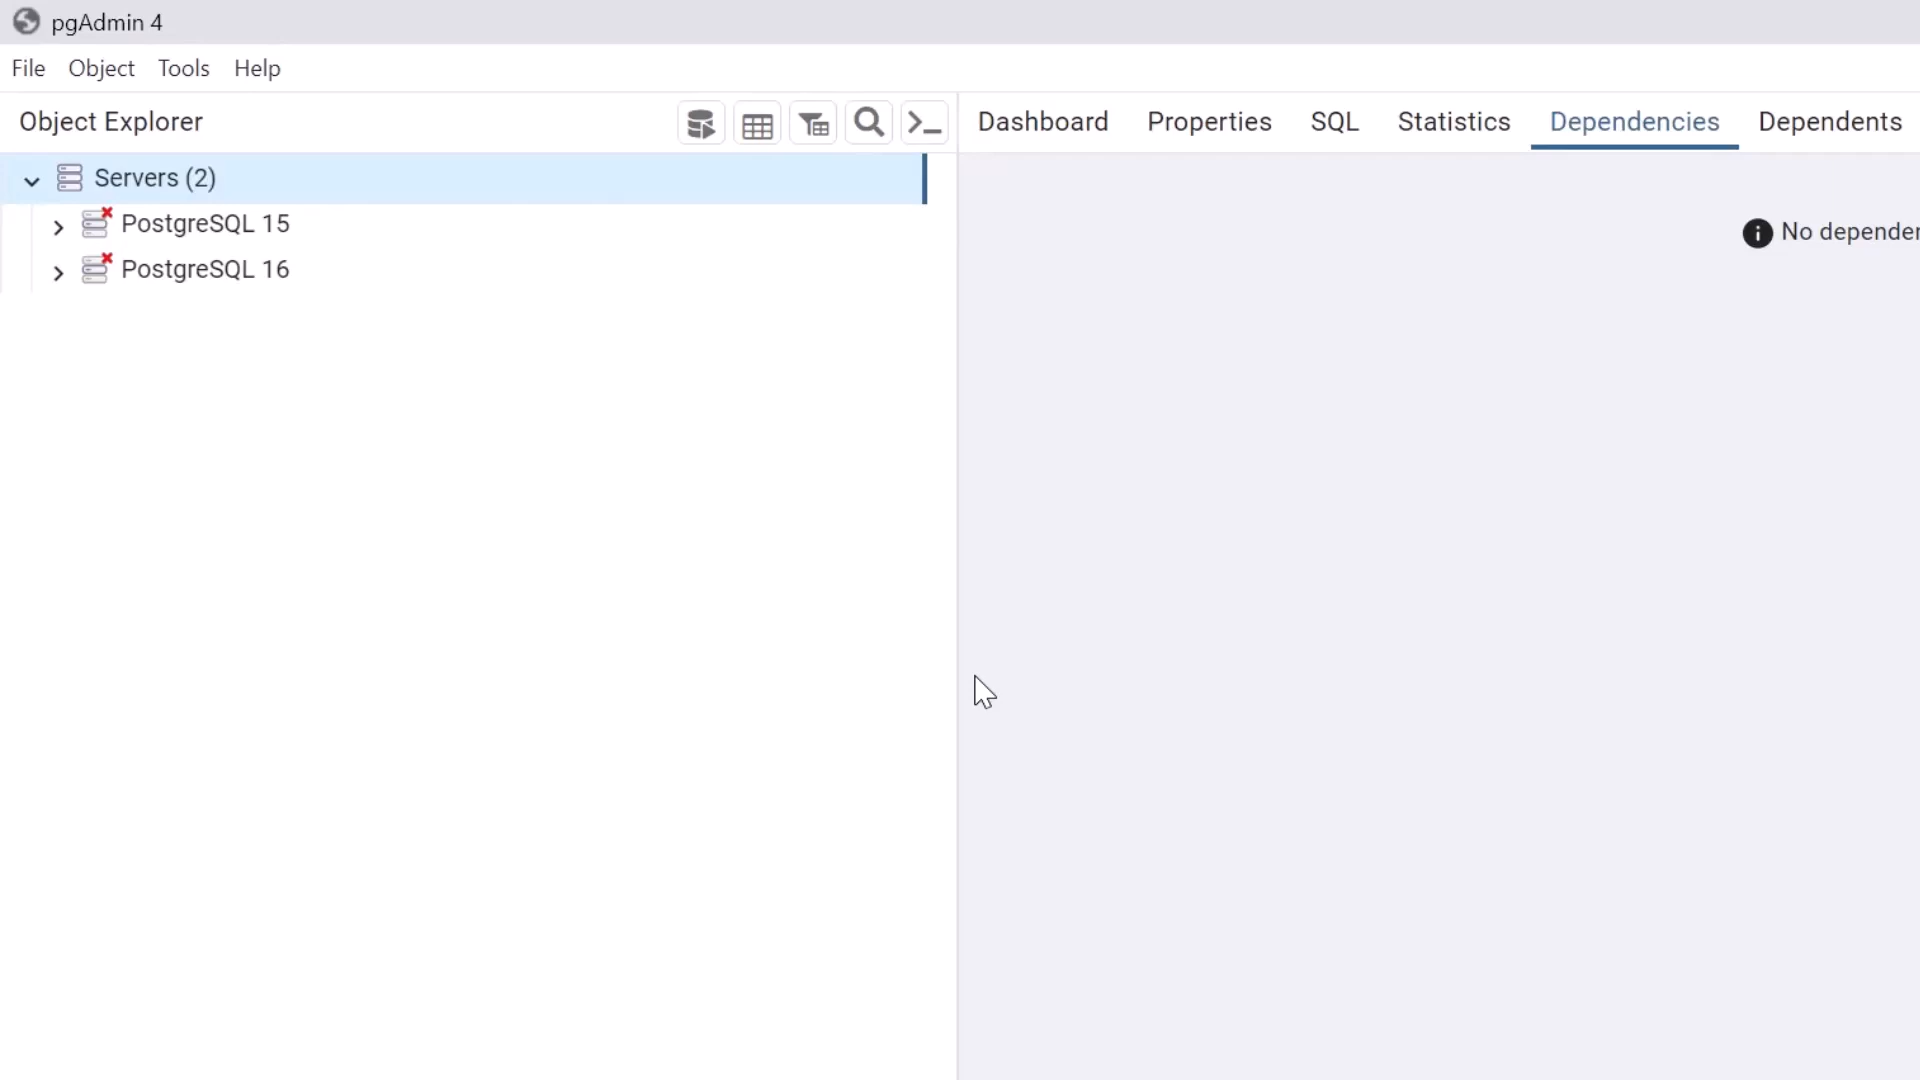 pgAdmin 4
File Object Tools Help
Object Explorer
Dashboard Properties SQL Statistics Dependencies Dependents
Servers (2)
PostgreSQL 15
PostgreSQL 16
No